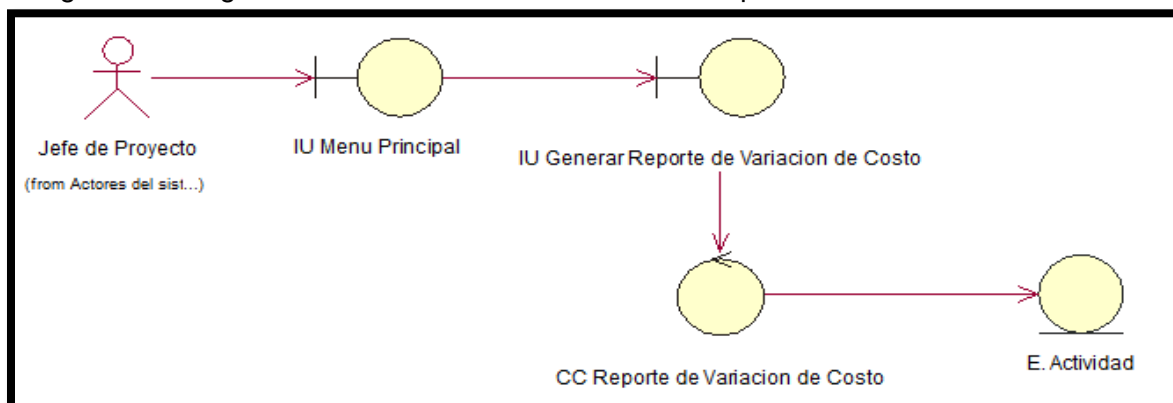 Jefe de Proyecto
(from Actores del sist...)
IU Menu Principal
IU Generar Reporte de Variacion de Costo
CC Reporte de Variacion de Costo
E. Actividad